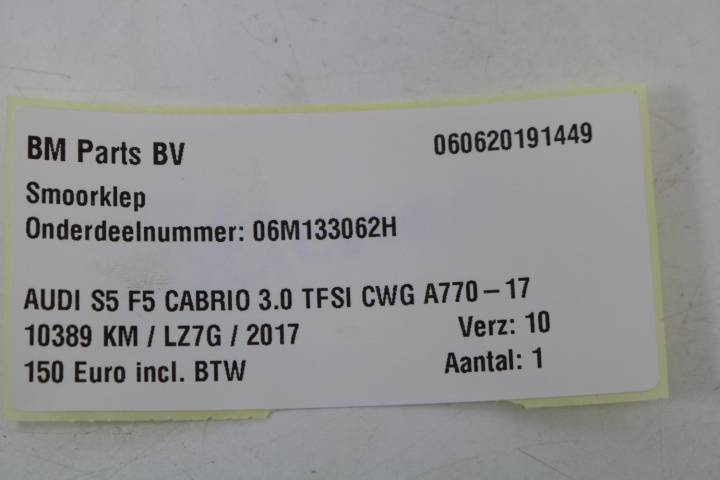 BM Parts BV 060620191449
Smoorklep
Onderdeelnummer: 06M133062H
AUDI S5 F5 CABRIO 3.0 TFSI CWG A770-17
10389 KM / LZ7G / 2017 Verz: 10
150 Euro incl. BTW Aantal: 1